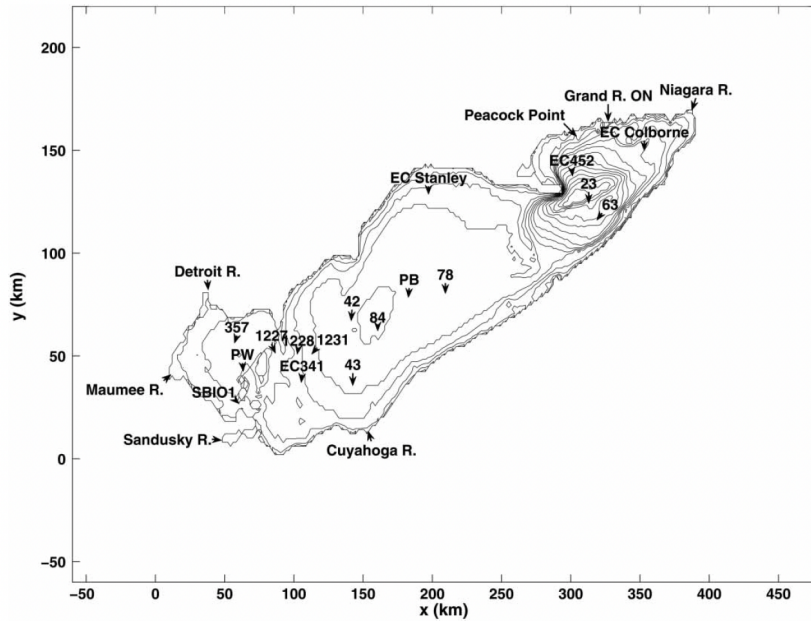 200
150
100
50
0
−50
y (km)
Niagara R.
Grand R. ON
Peacock Point
EC Colborne
EC452
EC Stanley
23
63
Detroit R.
PB
78
42
84
357
1227
1228
1231
PW
EC341
43
Maumee R.
SBIO1
Sandusky R.
Cuyahoga R.
−50 0 50 100 150 200 250 300 350 400 450
x (km)